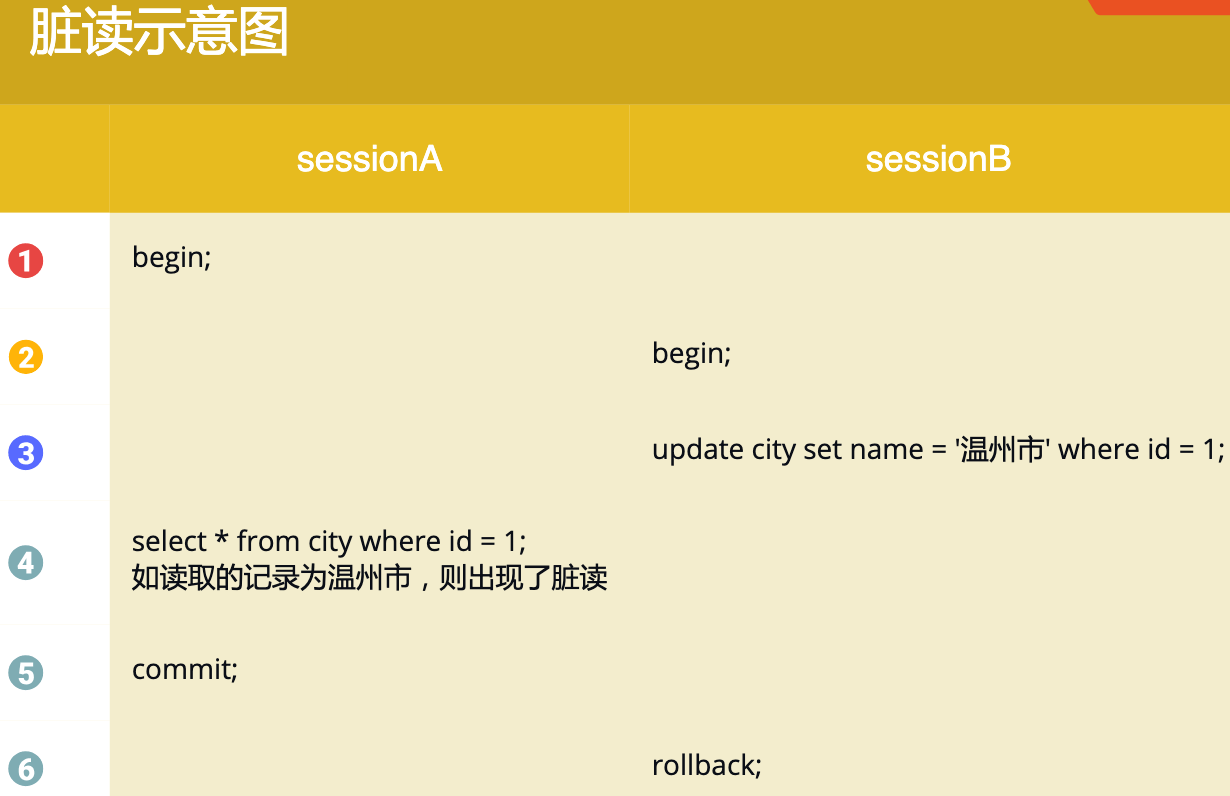 脏读示意图
sessionA
sessionB
1
begin;
2
begin;
3
update city set name = '温州市' where id = 1;
4
select * from city where id = 1;
如读取的记录为温州市，则出现了脏读
5
commit;
6
rollback;